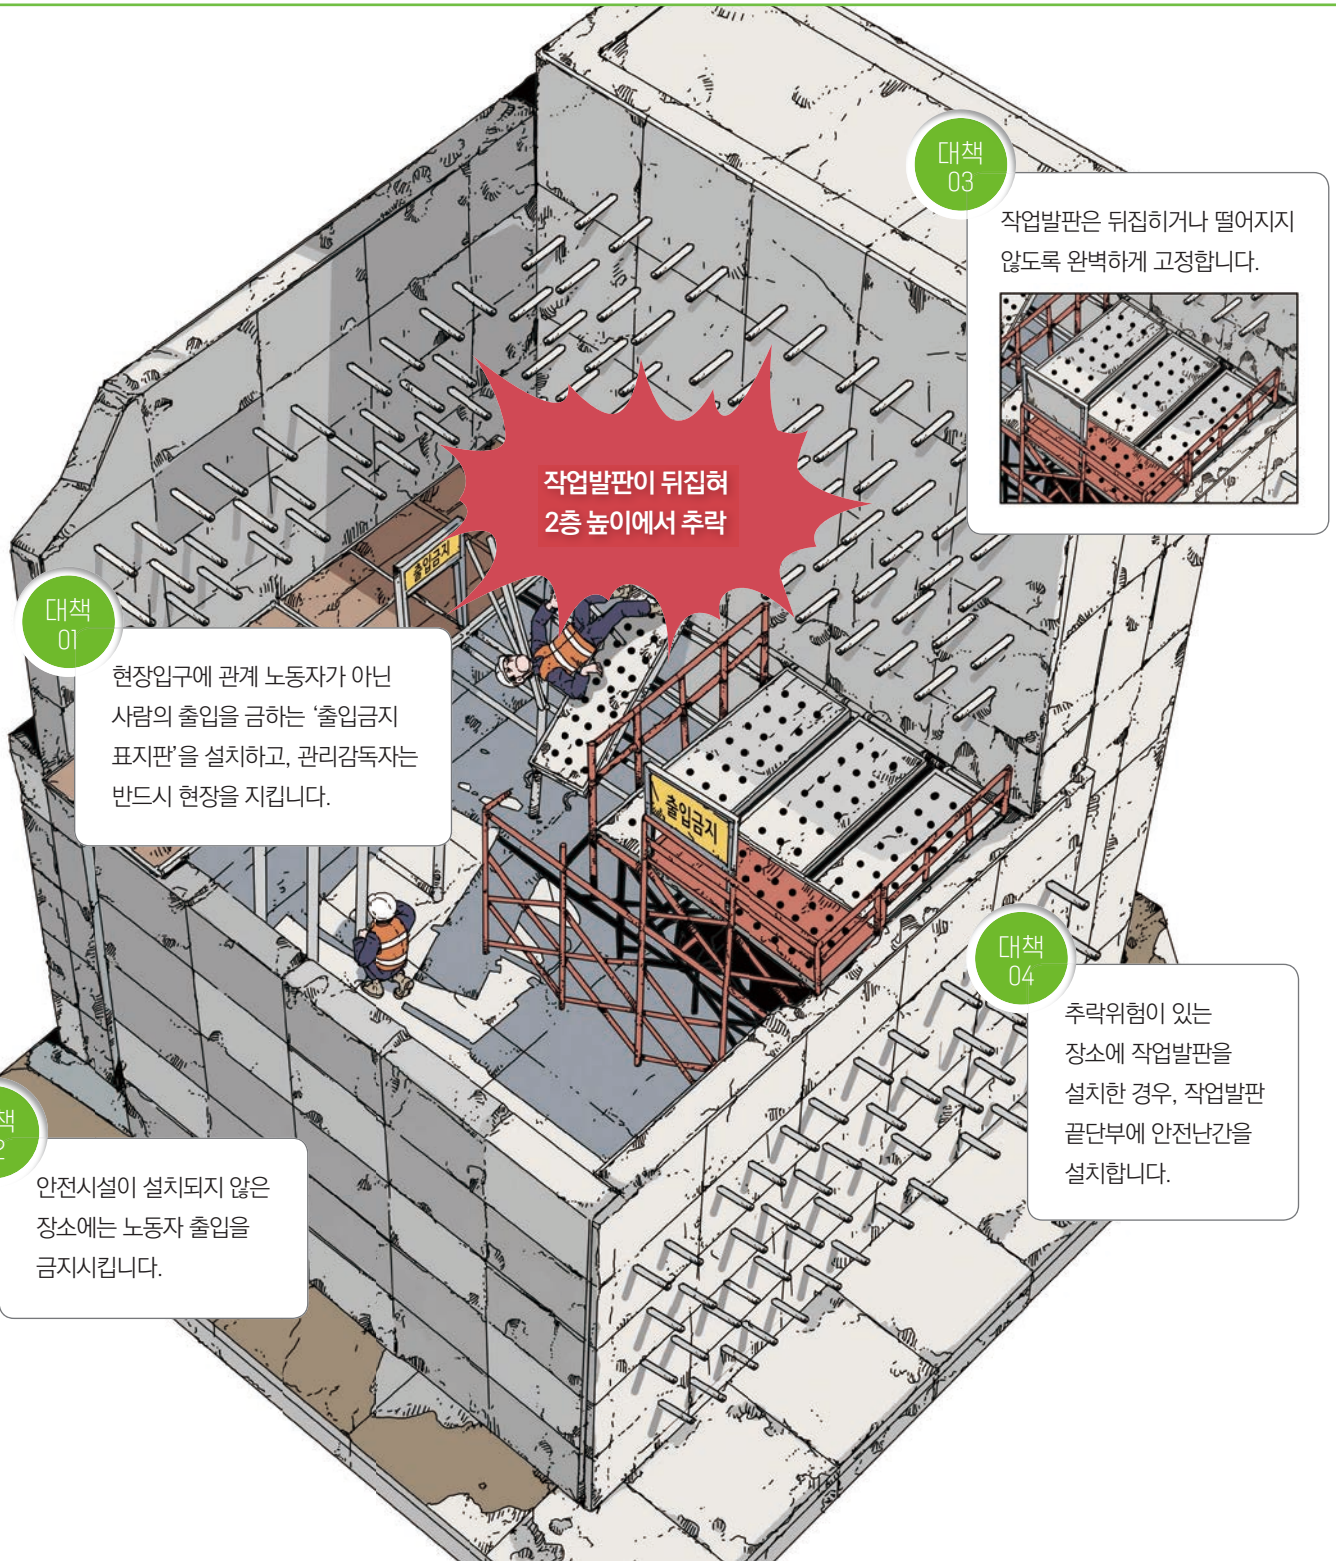 대책
03
작업발판은 뒤집히거나 떨어지지
않도록 완벽하게 고정합니다.
작업발판이 뒤집혀
2층 높이에서 추락
출입금지
대책
01
현장입구에 관계 노동자가 아닌
사람의 출입을 금하는 ‘출입금지
표지판’을 설치하고, 관리감독자는
반드시 현장을 지킵니다.
출입금지
대책
04
추락위험이 있는
장소에 작업발판을
설치한 경우, 작업발판
끝단부에 안전난간을
설치합니다.
책
2
안전시설이 설치되지 않은
장소에는 노동자 출입을
금지시킵니다.